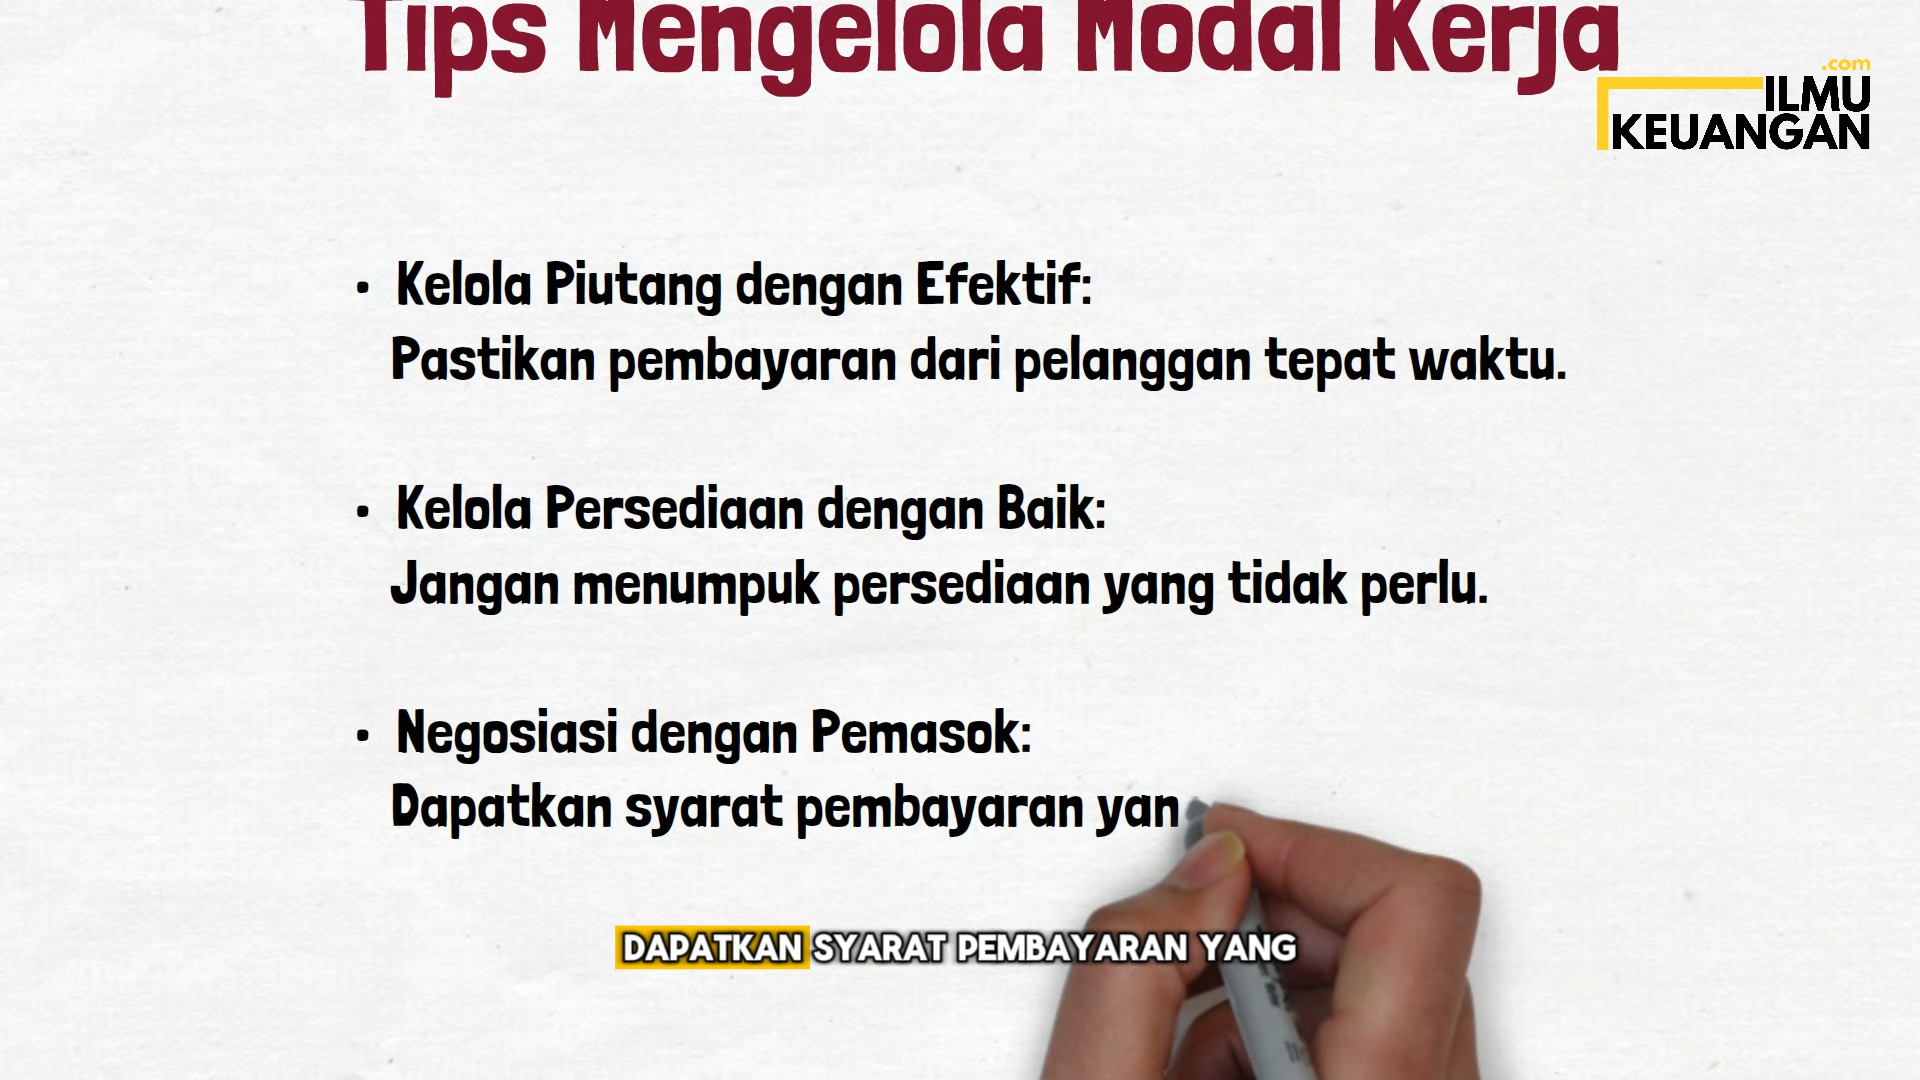 Tips Mengelola Modal Kerja
.com
ILMU
KEUANGAN
• Kelola Piutang dengan Efektif:
Pastikan pembayaran dari pelanggan tepat waktu.
• Kelola Persediaan dengan Baik:
Jangan menumpuk persediaan yang tidak perlu.
• Negosiasi dengan Pemasok:
Dapatkan syarat pembayaran yan
DAPATKAN SYARAT PEMBAYARAN YANG